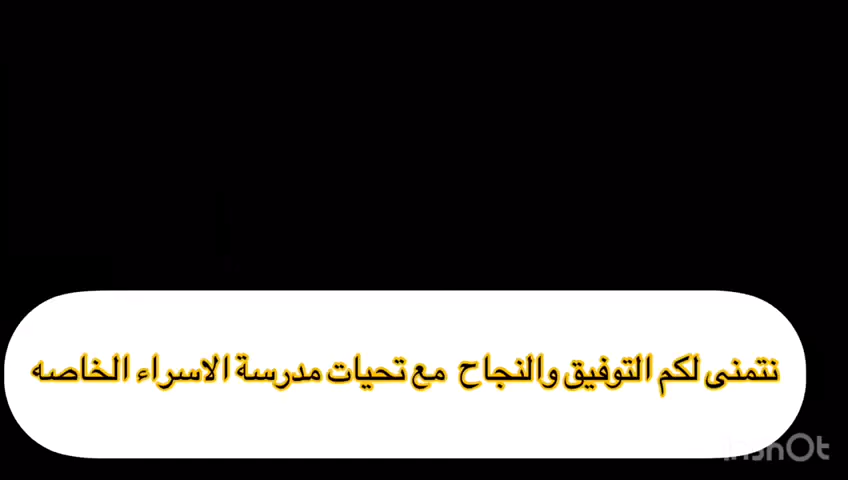 نتمنى لكم التوفيق والنجاح مع تحيات مدرسة الاسراء الخاصه
InShOt